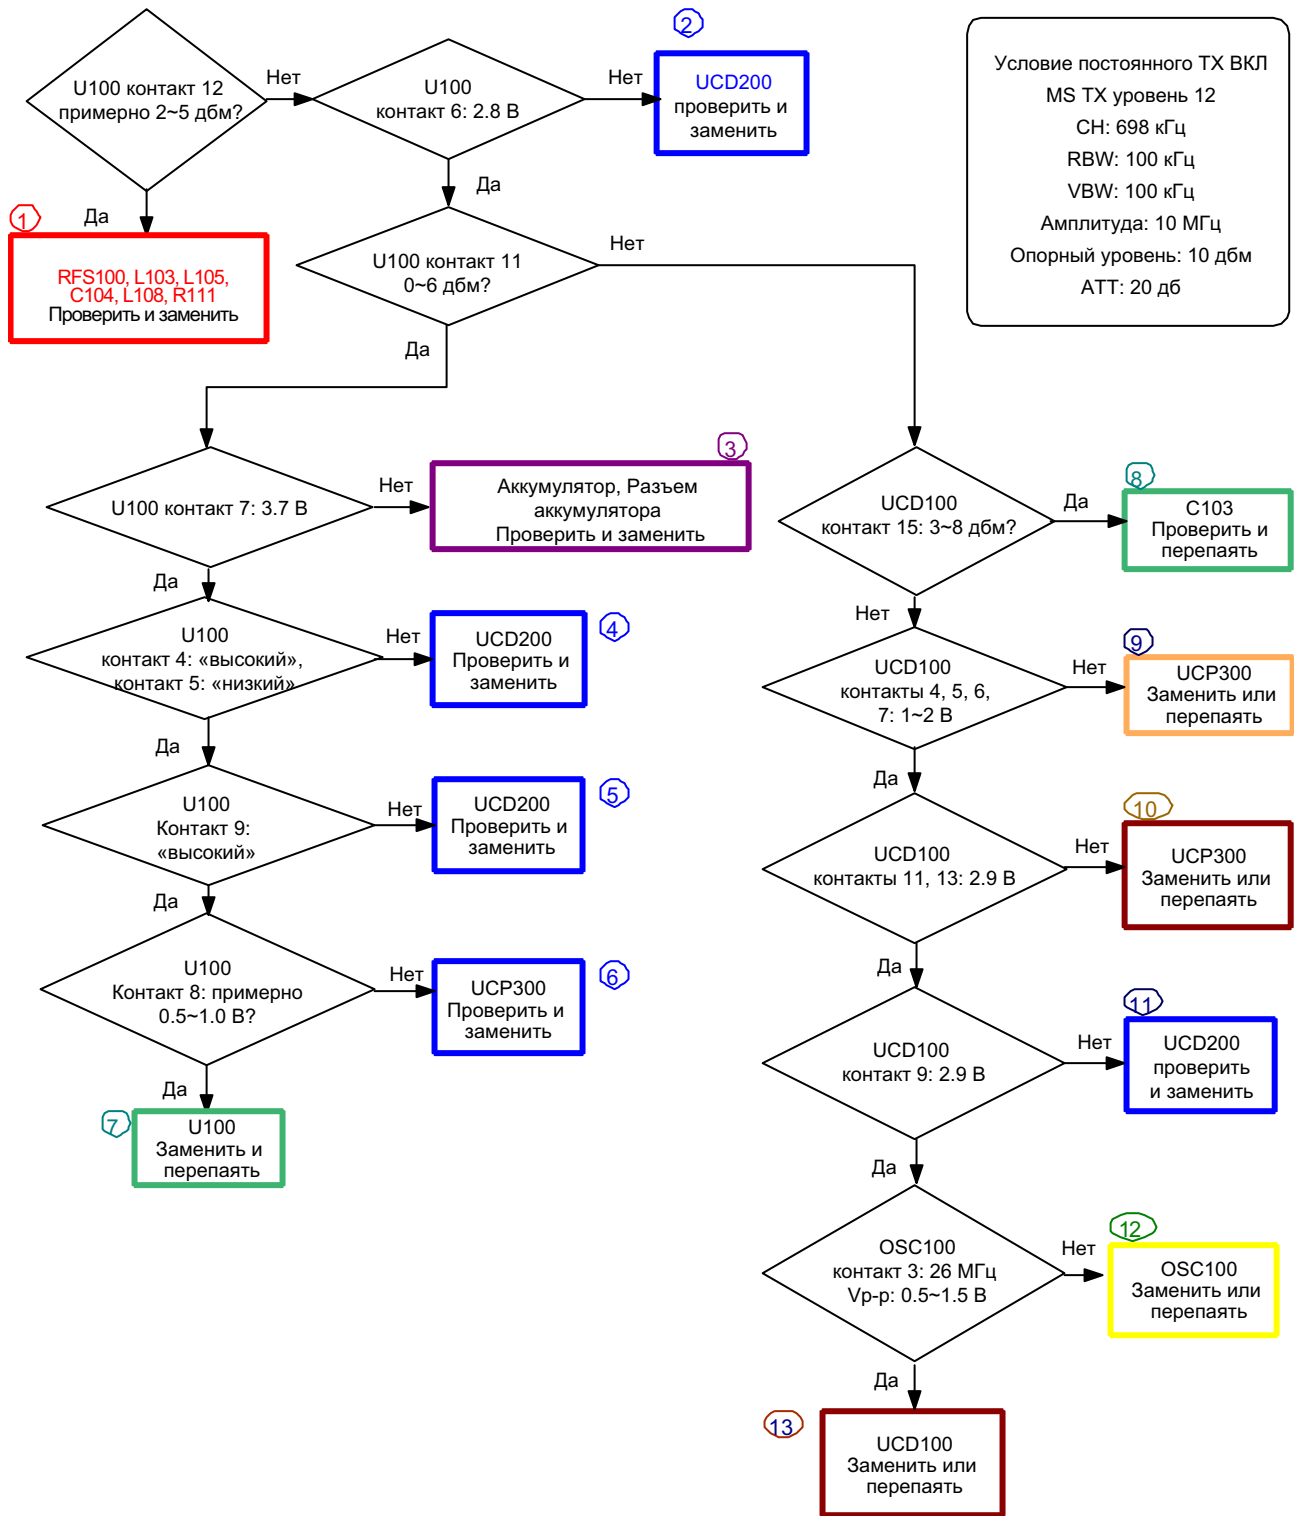 U100 контакт 12
примерно 2~5 дбм?
Нет
U100
контакт 6: 2.8 В
Нет
2
UCD200
проверить и
заменить
Условие постоянного TX ВКЛ
MS TX уровень 12
CH: 698 кГц
RBW: 100 кГц
VBW: 100 кГц
Амплитуда: 10 МГц
Опорный уровень: 10 дбм
АТТ: 20 дб
Да
1
RFS100, L103, L105,
C104, L108, R111
Проверить и заменить
Да
U100 контакт 11
0~6 дбм?
Нет
Да
U100 контакт 7: 3.7 В
Нет
3
Аккумулятор, Разъем
аккумулятора
Проверить и заменить
Да
U100
контакт 4: «высокий»,
контакт 5: «низкий»
Нет
4
UCD200
Проверить и
заменить
Да
U100
Контакт 9:
«высокий»
Нет
5
UCD200
Проверить и
заменить
Да
U100
Контакт 8: примерно
0.5~1.0 В?
Нет
6
UCP300
Проверить и
заменить
Да
7
U100
Заменить и
перепаять
UCD100
контакт 15: 3~8 дбм?
Да
8
C103
Проверить и
перепаять
Нет
UCD100
контакты 4, 5, 6,
7: 1~2 В
Нет
9
UCP300
Заменить или
перепаять
Да
UCD100
контакты 11, 13: 2.9 В
Нет
10
UCP300
Заменить или
перепаять
Да
UCD100
контакт 9: 2.9 В
Нет
11
UCD200
проверить
и заменить
Да
OSC100
контакт 3: 26 МГц
Vp-p: 0.5~1.5 В
Нет
12
OSC100
Заменить или
перепаять
Да
13
UCD100
Заменить или
перепаять